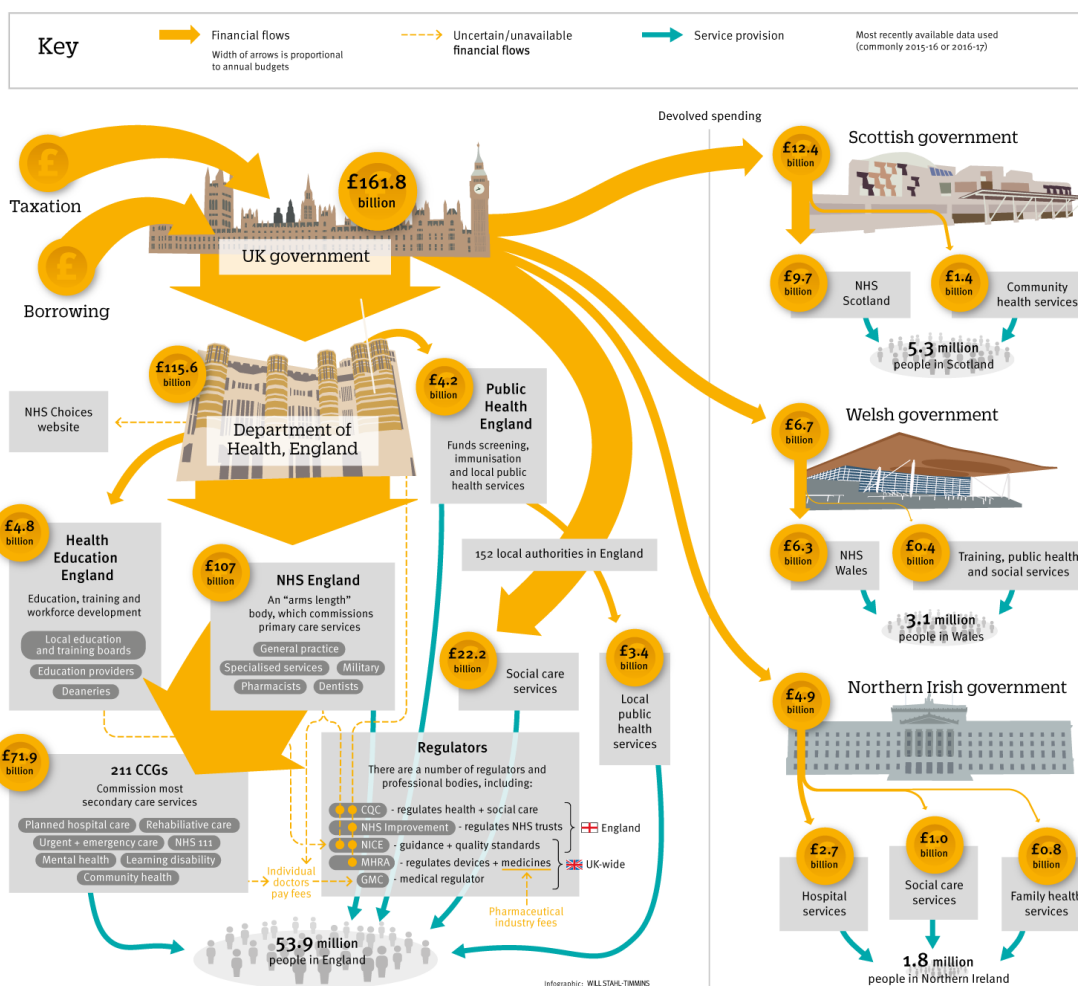 Key
Financial flows
Width of arrows is proportional
to annual budgets
Uncertain/unavailable
financial flows
Service provision
Most recently available data used
(commonly 2015-16 or 2016-17)
Devolved spending
£
Taxation
£
Borrowing
£161.8
billion
UK government
£115.6
billion
NHS Choices
website
Department of
Health, England
£4.2
billion
Public
Health
England
Funds screening,
immunisation
and local public
health services
152 local authorities in England
£4.8
billion
Health
Education
England
Education, training and
workforce development
Local education
and training boards
Education providers
Deaneries
£107
billion
NHS England
An “arms length”
body, which commissions
primary care services
General practice
Specialised services
Military
Pharmacists
Dentists
£22.2
billion
Social care
services
£3.4
billion
Local
public
health
services
£71.9
billion
211 CCGs
Commission most
secondary care services
Planned hospital care
Rehabiliative care
Urgent + emergency care
NHS 111
Mental health
Learning disability
Community health
Regulators
There are a number of regulators and
professional bodies, including:
CQC - regulates health + social care
NHS Improvement - regulates NHS trusts
England
NICE - guidance + quality standards
MHRA - regulates devices + medicines
UK-wide
GMC - medical regulator
Individual
doctors
pay fees
Pharmaceutical
industry fees
53.9 million
people in England
Infographic: WILL STAHL-TIMMINS
Scottish government
£12.4
billion
£9.7
billion
NHS
Scotland
£1.4
billion
Community
health services
5.3 million
people in Scotland
Welsh government
£6.7
billion
£6.3
billion
NHS
Wales
£0.4
billion
Training, public health
and social services
3.1 million
people in Wales
Northern Irish government
£4.9
billion
£2.7
billion
Hospital
services
£1.0
billion
Social care
services
£0.8
billion
Family health
services
1.8 million
people in Northern Ireland